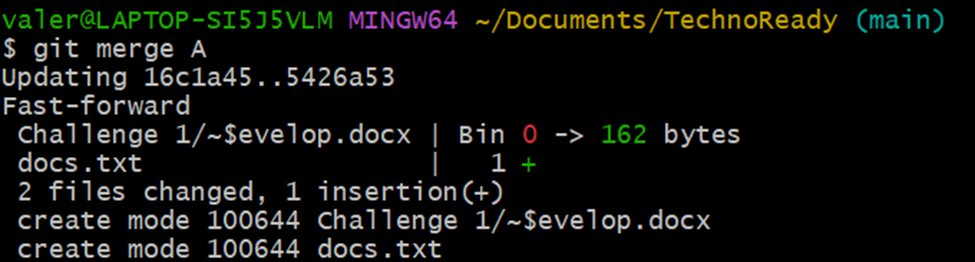 valer@LAPTOP-SI5J5VLM MINGW64 ~/Documents/TechnoReady (main)
$ git merge A
Updating 16c1a45..5426a53
Fast-forward
 Challenge 1/~$evelop.docx | Bin 0 -> 162 bytes
 docs.txt                  |   1 +
 2 files changed, 1 insertion(+)
 create mode 100644 Challenge 1/~$evelop.docx
 create mode 100644 docs.txt